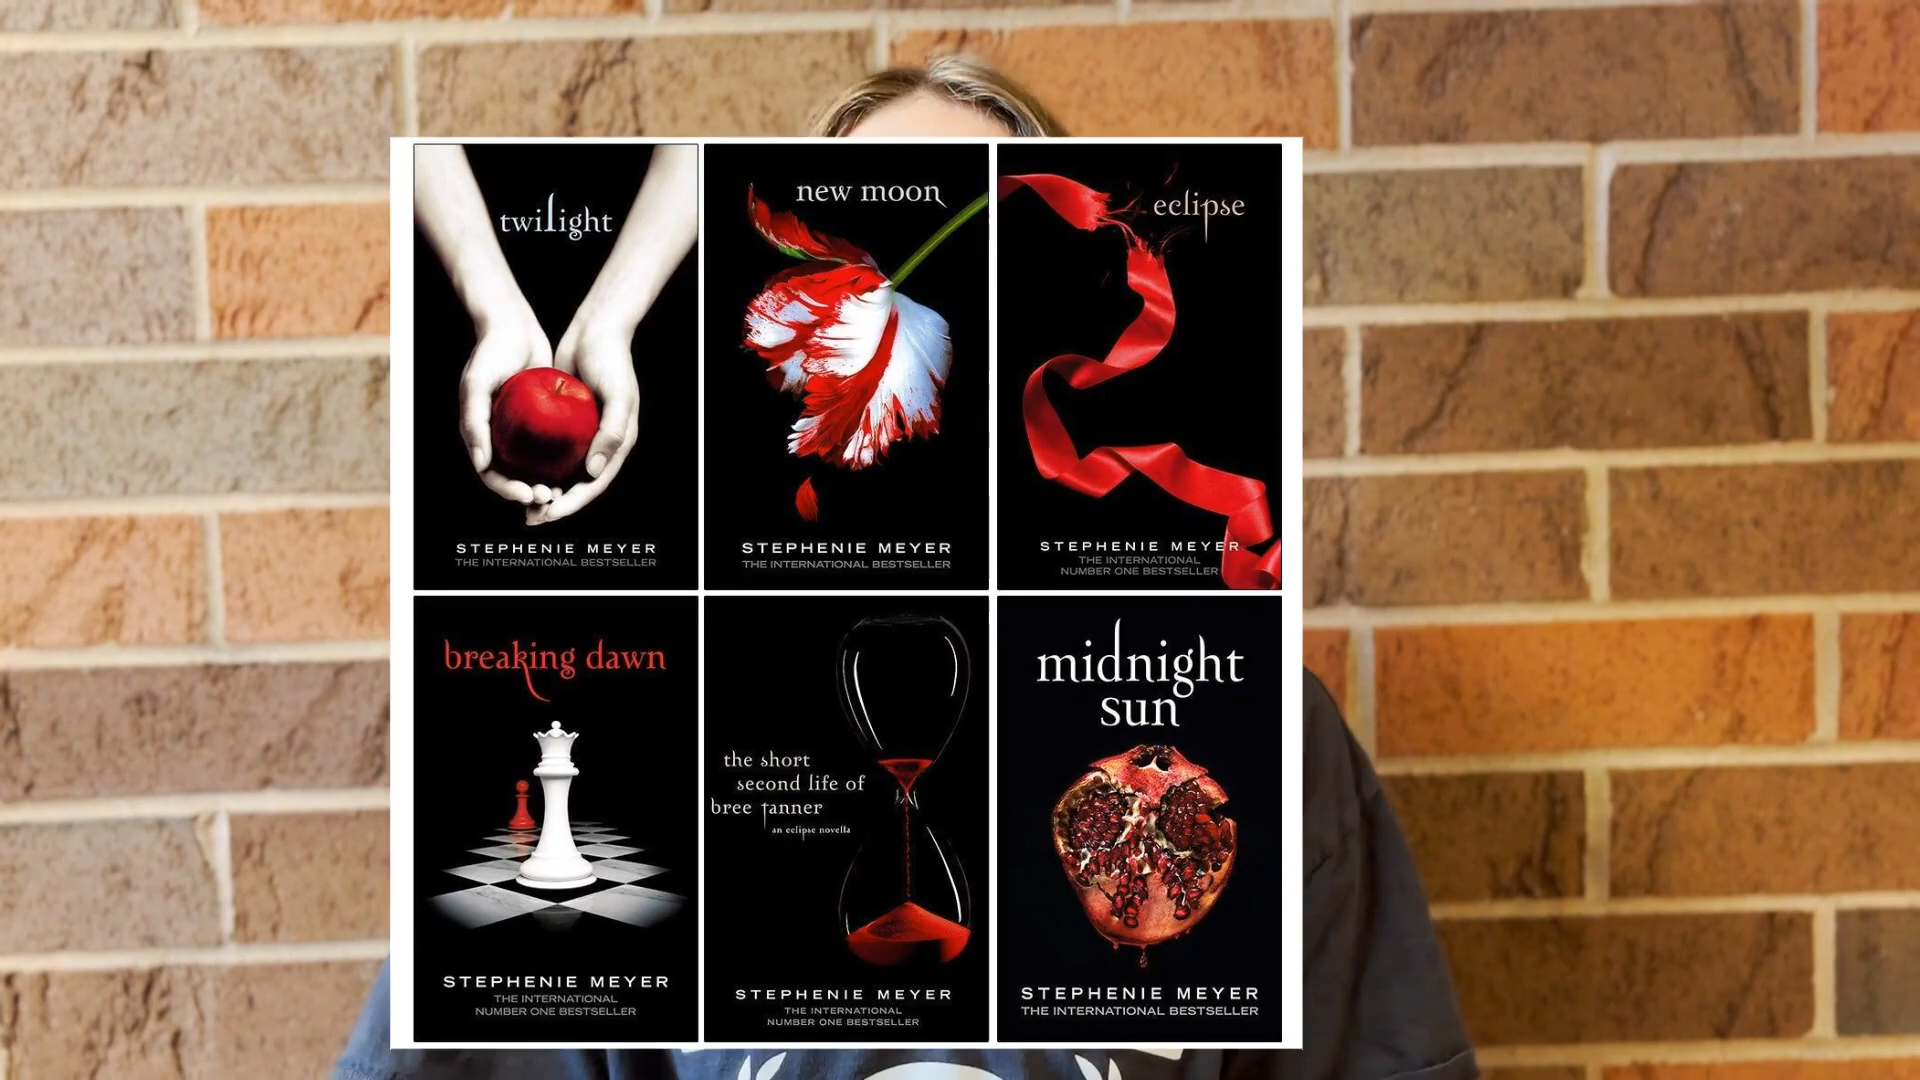 twilight
STEPHENIE MEYER
THE INTERNATIONAL BESTSELLER
new moon
STEPHENIE MEYER
THE INTERNATIONAL BESTSELLER
eclipse
STEPHENIE MEYER
THE INTERNATIONAL
NUMBER ONE BESTSELLER
breaking dawn
STEPHENIE MEYER
THE INTERNATIONAL
NUMBER ONE BESTSELLER
the short
second life of
bree tanner
an eclipse novella
STEPHENIE MEYER
THE INTERNATIONAL
NUMBER ONE BESTSELLER
midnight
sun
STEPHENIE MEYER
THE INTERNATIONAL BESTSELLER